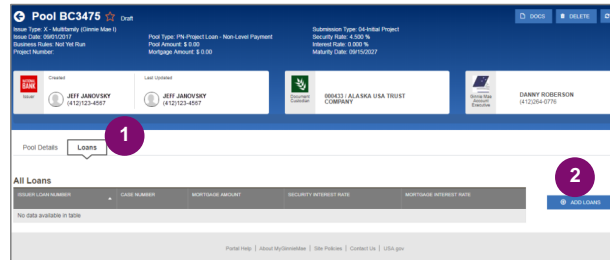 Pool BC3475 Draft
DOCS DELETE
Issue Type: X - Multifamily (Ginnie Mae I)
Issue Date: 09/01/2017
Business Rules: Not Yet Run
Project Number:
Pool Type: PN-Project Loan - Non-Level Payment
Pool Amount: $ 0.00
Mortgage Amount: $ 0.00
Submission Type: 04-Initial Project
Security Rate: 4.500 %
Interest Rate: 0.000 %
Maturity Date: 09/15/2027
NATIONAL BANK
Issuer
Created
JEFF JANOVSKY
(412)123-4567
Last Updated
JEFF JANOVSKY
(412)123-4567
Document Custodian
000433 / ALASKA USA TRUST
COMPANY
Ginnie Mae
Account
Executive
DANNY ROBERSON
(412)264-0776
1
Pool Details Loans
2
All Loans
ISSUER LOAN NUMBER CASE NUMBER MORTGAGE AMOUNT SECURITY INTEREST RATE MORTGAGE INTEREST RATE
ADD LOANS
No data available in table
Portal Help | About MyGinnieMae | Site Policies | Contact Us | USA.gov